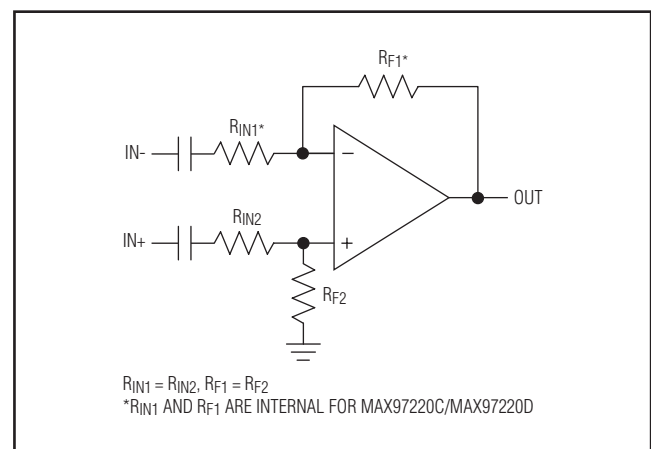 RF1*
RIN1*
IN-
−
OUT
RIN2
IN+
+
RF2
RIN1 = RIN2, RF1 = RF2
*RIN1 AND RF1 ARE INTERNAL FOR MAX97220C/MAX97220D